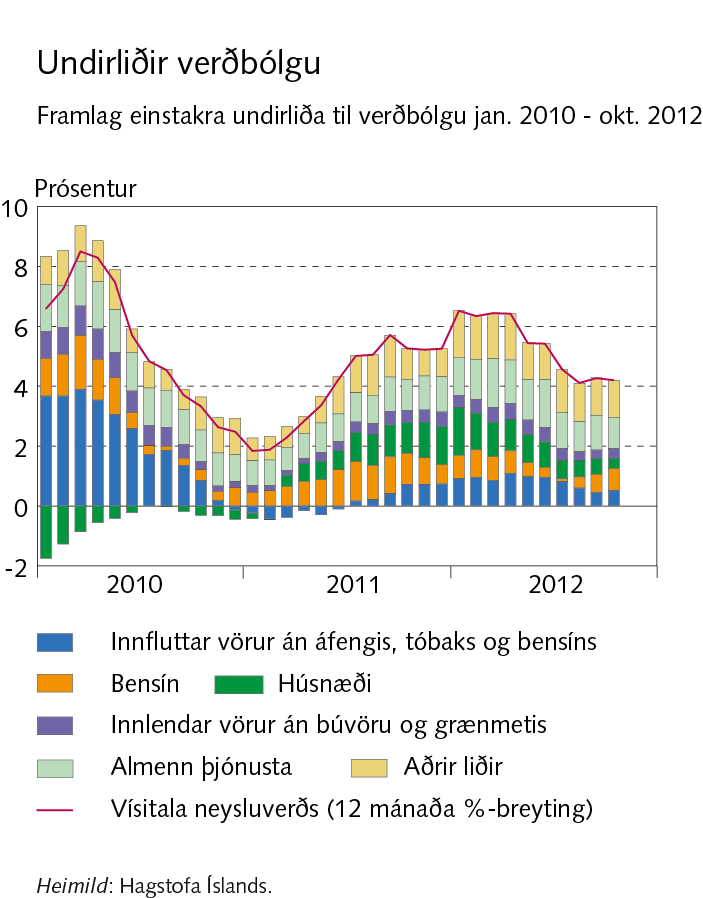 Undirliðir verðbólgu
Framlag einstakra undirliða til verðbólgu jan. 2010 - okt. 2012
Prósentur
10
8
6
4
2
0
-2
2010 2011 2012
Innfluttar vörur án áfengis, tóbaks og bensíns
Bensín Húsnæði
Innlendar vörur án búvöru og grænmetis
Almenn þjónusta Aðrir liðir
Vísitala neysluverðs (12 mánaða %-breyting)
Heimild: Hagstofa Íslands.